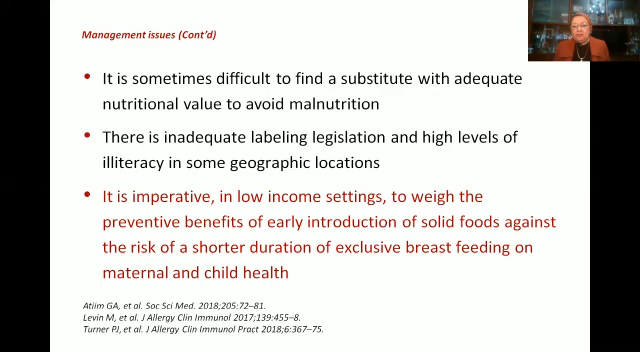 Management issues (Cont'd)
• It is sometimes difficult to find a substitute with adequate
nutritional value to avoid malnutrition
• There is inadequate labeling legislation and high levels of
illiteracy in some geographic locations
• It is imperative, in low income settings, to weigh the
preventive benefits of early introduction of solid foods against
the risk of a shorter duration of exclusive breast feeding on
maternal and child health
Atiim GA, et al. Soc Sci Med. 2018;205:72–81.
Levin M, et al. J Allergy Clin Immunol 2017;139:455–8.
Turner PJ, et al. J Allergy Clin Immunol Pract 2018;6:367–75.